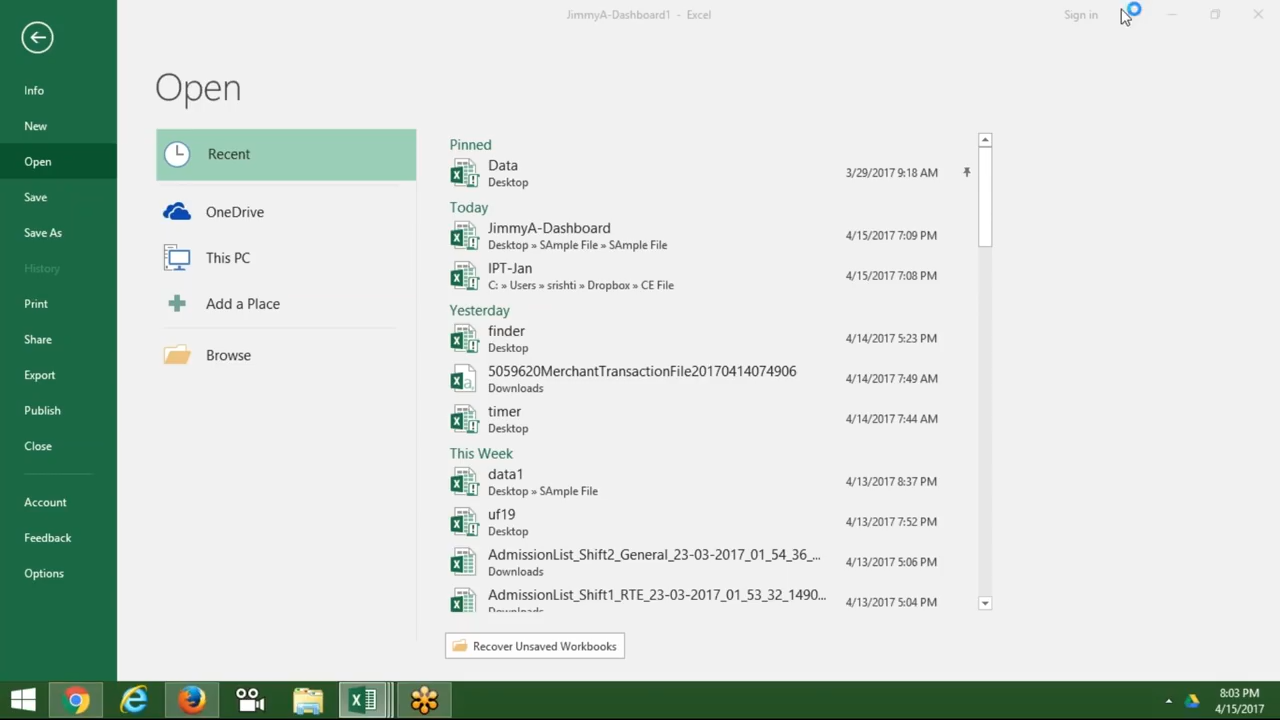 JimmyA-Dashboard1 - Excel
Sign in
Info
New
Open
Save
Save As
History
Print
Share
Export
Publish
Close
Account
Feedback
Options
Open
Recent
OneDrive
This PC
Add a Place
Browse
Pinned
Data 3/29/2017 9:18 AM
Desktop
Today
JimmyA-Dashboard 4/15/2017 7:09 PM
Desktop » SAmple File » SAmple File
IPT-Jan 4/15/2017 7:08 PM
C: » Users » srishti » Dropbox » CE File
Yesterday
finder 4/14/2017 5:23 PM
Desktop
5059620MerchantTransactionFile20170414074906 4/14/2017 7:49 AM
Downloads
timer 4/14/2017 7:44 AM
Desktop
This Week
data1 4/13/2017 8:37 PM
Desktop » SAmple File
uf19 4/13/2017 7:52 PM
Desktop
AdmissionList_Shift2_General_23-03-2017_01_54_36_... 4/13/2017 5:06 PM
Downloads
AdmissionList_Shift1_RTE_23-03-2017_01_53_32_1490... 4/13/2017 5:04 PM
Downloads
Recover Unsaved Workbooks
8:03 PM
4/15/2017